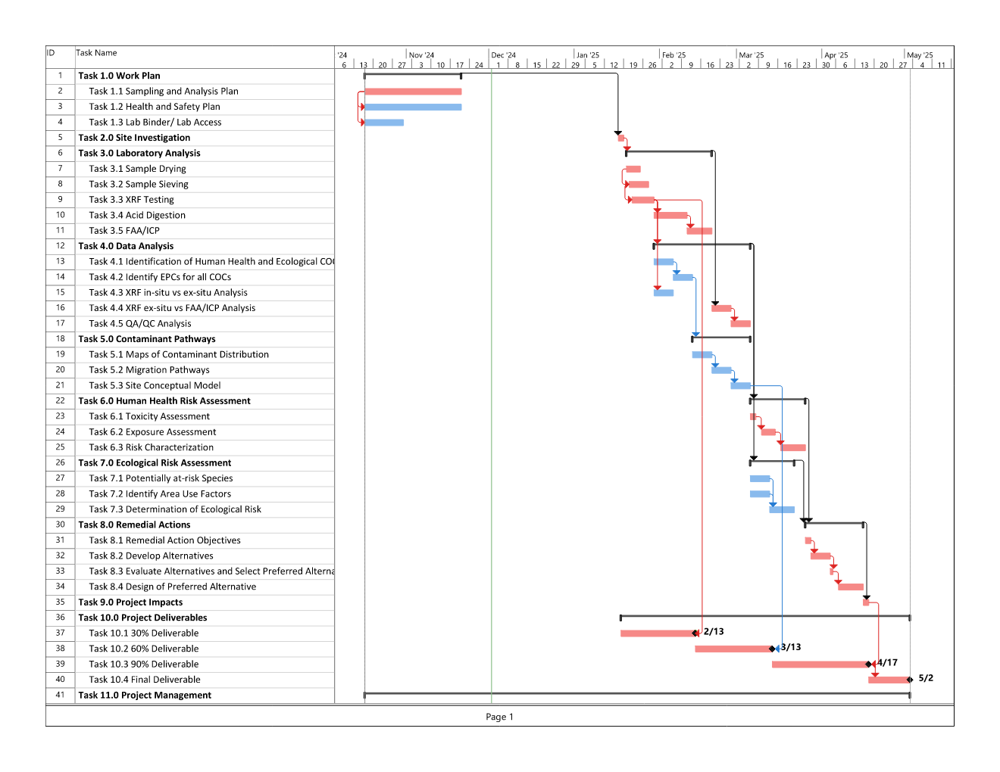 ID Task Name '24 Nov '24 Dec '24 Jan '25 Feb '25 Mar '25 Apr '25 May '25
6 13 20 27 3 10 17 24 1 8 15 22 29 5 12 19 26 2 9 16 23 2 9 16 23 30 6 13 20 27 4 11
1 Task 1.0 Work Plan
2 Task 1.1 Sampling and Analysis Plan
3 Task 1.2 Health and Safety Plan
4 Task 1.3 Lab Binder/ Lab Access
5 Task 2.0 Site Investigation
6 Task 3.0 Laboratory Analysis
7 Task 3.1 Sample Drying
8 Task 3.2 Sample Sieving
9 Task 3.3 XRF Testing
10 Task 3.4 Acid Digestion
11 Task 3.5 FAA/ICP
12 Task 4.0 Data Analysis
13 Task 4.1 Identification of Human Health and Ecological CO
14 Task 4.2 Identify EPCs for all COCs
15 Task 4.3 XRF in-situ vs ex-situ Analysis
16 Task 4.4 XRF ex-situ vs FAA/ICP Analysis
17 Task 4.5 QA/QC Analysis
18 Task 5.0 Contaminant Pathways
19 Task 5.1 Maps of Contaminant Distribution
20 Task 5.2 Migration Pathways
21 Task 5.3 Site Conceptual Model
22 Task 6.0 Human Health Risk Assessment
23 Task 6.1 Toxicity Assessment
24 Task 6.2 Exposure Assessment
25 Task 6.3 Risk Characterization
26 Task 7.0 Ecological Risk Assessment
27 Task 7.1 Potentially at-risk Species
28 Task 7.2 Identify Area Use Factors
29 Task 7.3 Determination of Ecological Risk
30 Task 8.0 Remedial Actions
31 Task 8.1 Remedial Action Objectives
32 Task 8.2 Develop Alternatives
33 Task 8.3 Evaluate Alternatives and Select Preferred Alterna
34 Task 8.4 Design of Preferred Alternative
35 Task 9.0 Project Impacts
36 Task 10.0 Project Deliverables
37 Task 10.1 30% Deliverable 2/13
38 Task 10.2 60% Deliverable 3/13
39 Task 10.3 90% Deliverable 4/17
40 Task 10.4 Final Deliverable 5/2
41 Task 11.0 Project Management
Page 1